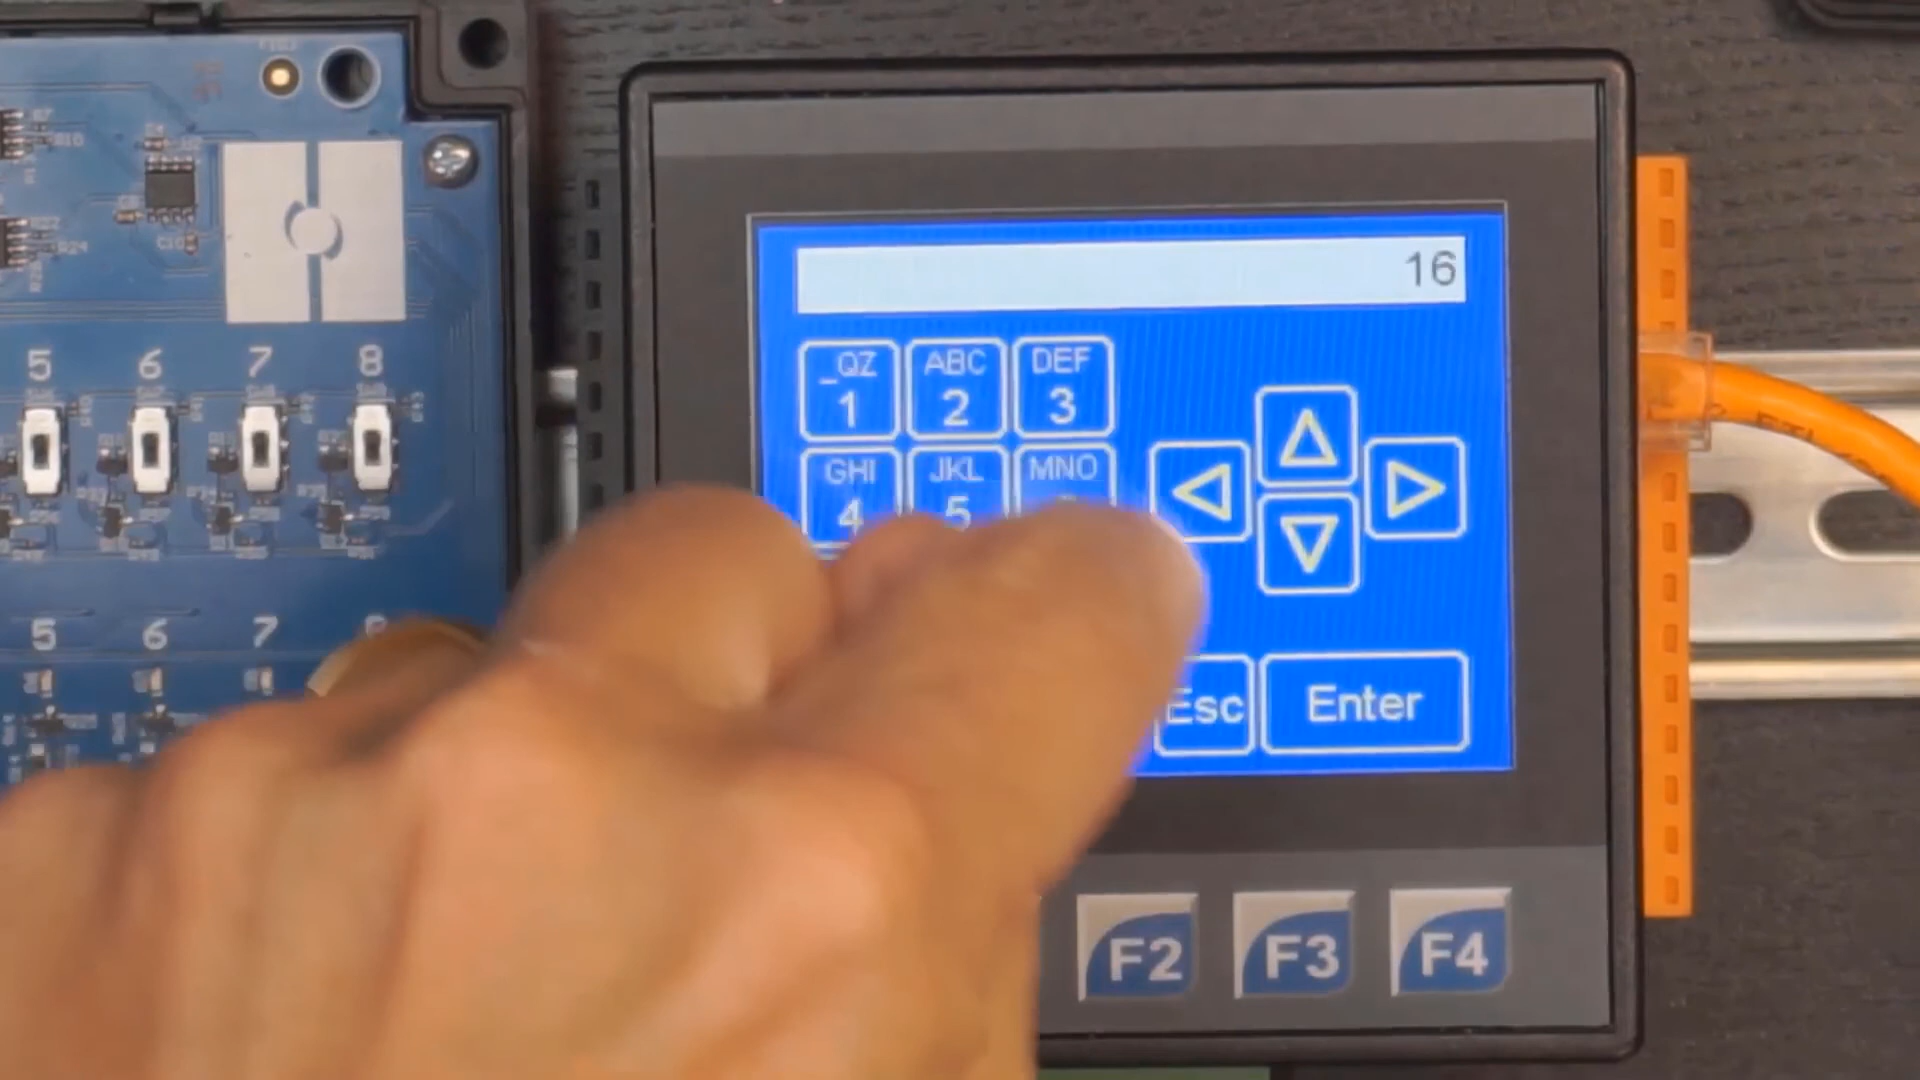 16
_QZ ABC DEF
1 2 3
GHI JKL MNO
4 5
Esc Enter
F2 F3 F4
5 6 7 8
5 6 7